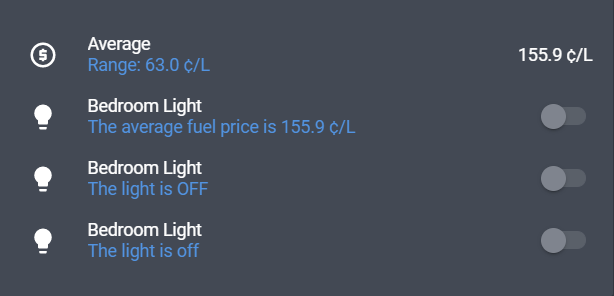 Average
Range: 63.0 ¢/L
155.9 ¢/L
Bedroom Light
The average fuel price is 155.9 ¢/L
Bedroom Light
The light is OFF
Bedroom Light
The light is off